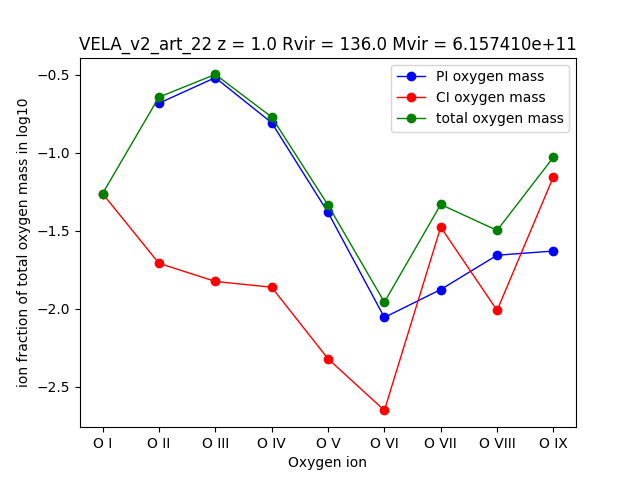 VELA_v2_art_22 z = 1.0 Rvir = 136.0 Mvir = 6.157410e+11
PI oxygen mass
CI oxygen mass
total oxygen mass
ion fraction of total oxygen mass in log10
−0.5
−1.0
−1.5
−2.0
−2.5
O I O II O III O IV O V O VI O VII O VIII O IX
Oxygen ion